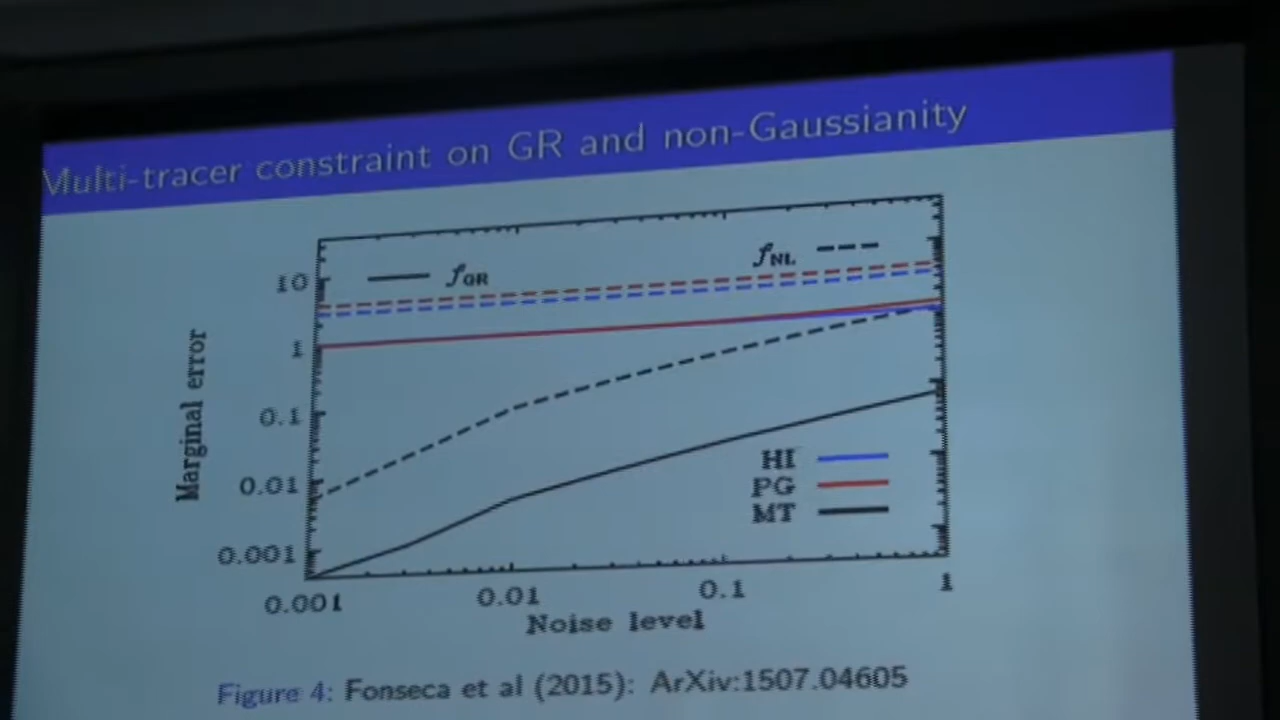 Multi-tracer constraint on GR and non-Gaussianity
f_NL
f_GR
10
1
0.1
0.01
0.001
Marginal error
HI
PG
MT
0.001 0.01 0.1 1
Noise level
Figure 4: Fonseca et al (2015): ArXiv:1507.04605